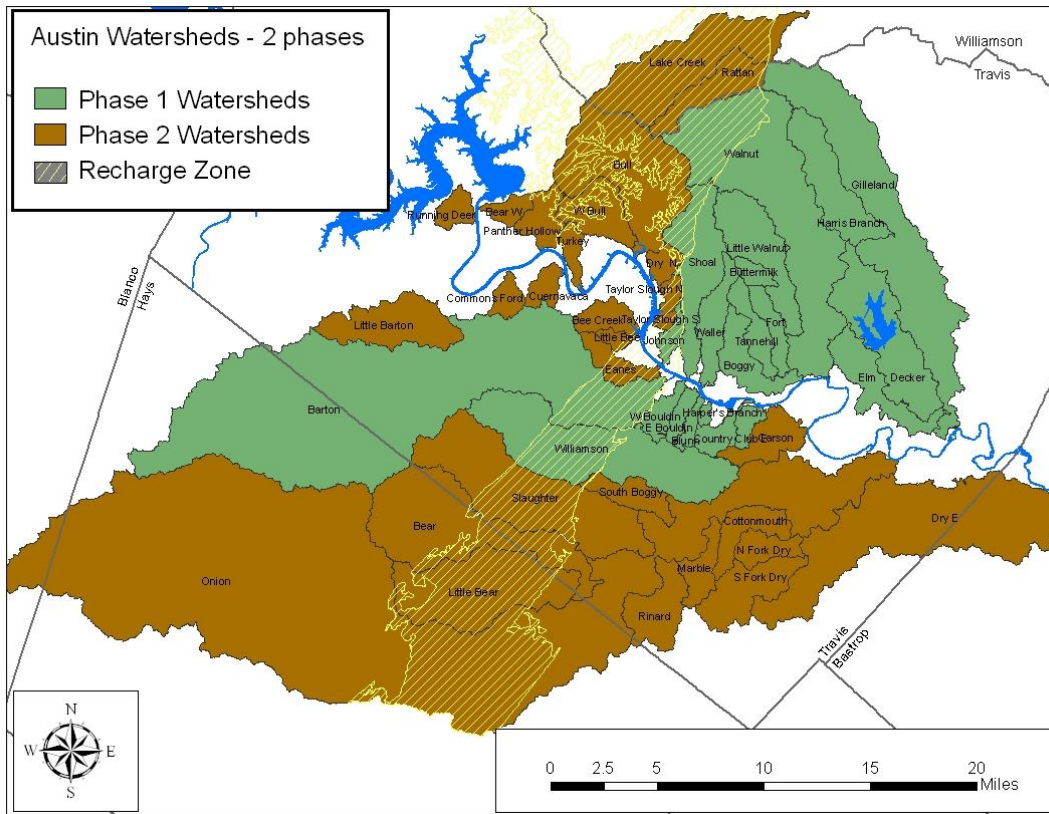 Austin Watersheds - 2 phases
Phase 1 Watersheds
Phase 2 Watersheds
Recharge Zone
Williamson
Travis
Lake Creek
Rattan
Walnut
Bull
Gilleland
Running Deer
Bear W
W Bull
Panther Hollow
Turkey
Harris Branch
Little Walnut
Dry N
Shoal
Buttermilk
Blanco
Hays
Taylor Slough N
Commons Ford
Cuernavaca
Little Barton
Bee Creek
Taylor Slough S
Fort
Little Bee
Johnson
Waller
Tannehill
Eanes
Boggy
Elm
Decker
Barton
W Bouldin
Harper's Branch
E Bouldin
Blunn
Country Club
Carson
Williamson
Slaughter
South Boggy
Bear
Cottonmouth
Dry E
N Fork Dry
Onion
Marble
S Fork Dry
Little Bear
Rinard
Travis
Bastrop
N
W
E
S
0 2.5 5 10 15 20
Miles